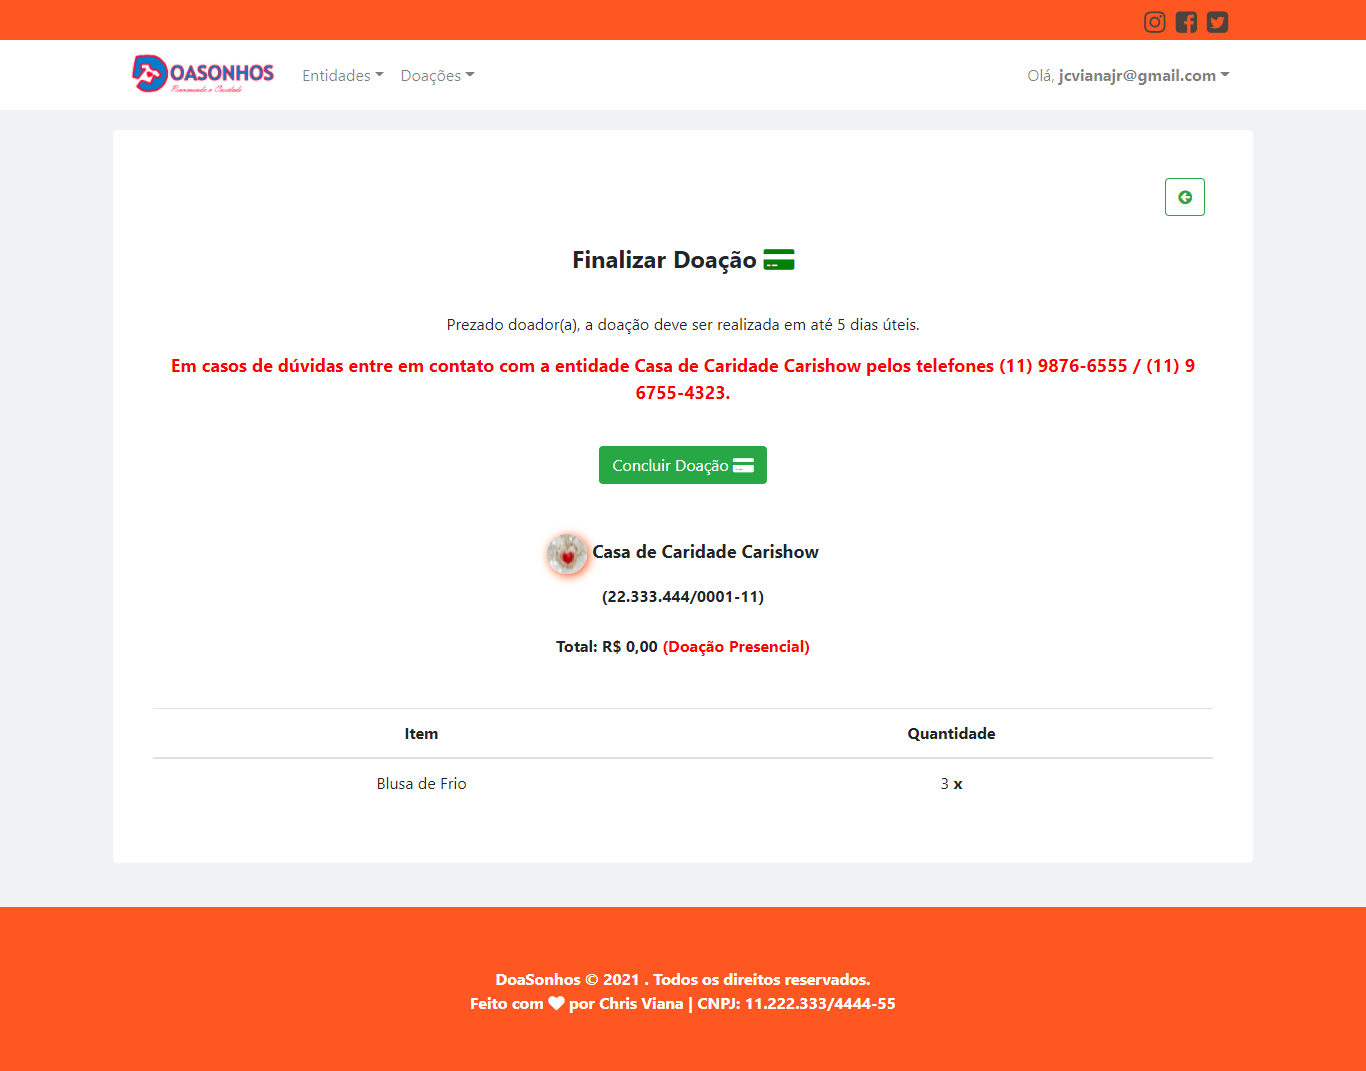 OASONHOS
Promovendo a Caridade
Entidades
Doações
Olá, jcvianajr@gmail.com
Finalizar Doação
Prezado doador(a), a doação deve ser realizada em até 5 dias úteis.
Em casos de dúvidas entre em contato com a entidade Casa de Caridade Carishow pelos telefones (11) 9876-6555 / (11) 9
6755-4323.
Concluir Doação
Casa de Caridade Carishow
(22.333.444/0001-11)
Total: R$ 0,00 (Doação Presencial)
Item Quantidade
Blusa de Frio 3 x
DoaSonhos © 2021 . Todos os direitos reservados.
Feito com ♥ por Chris Viana | CNPJ: 11.222.333/4444-55